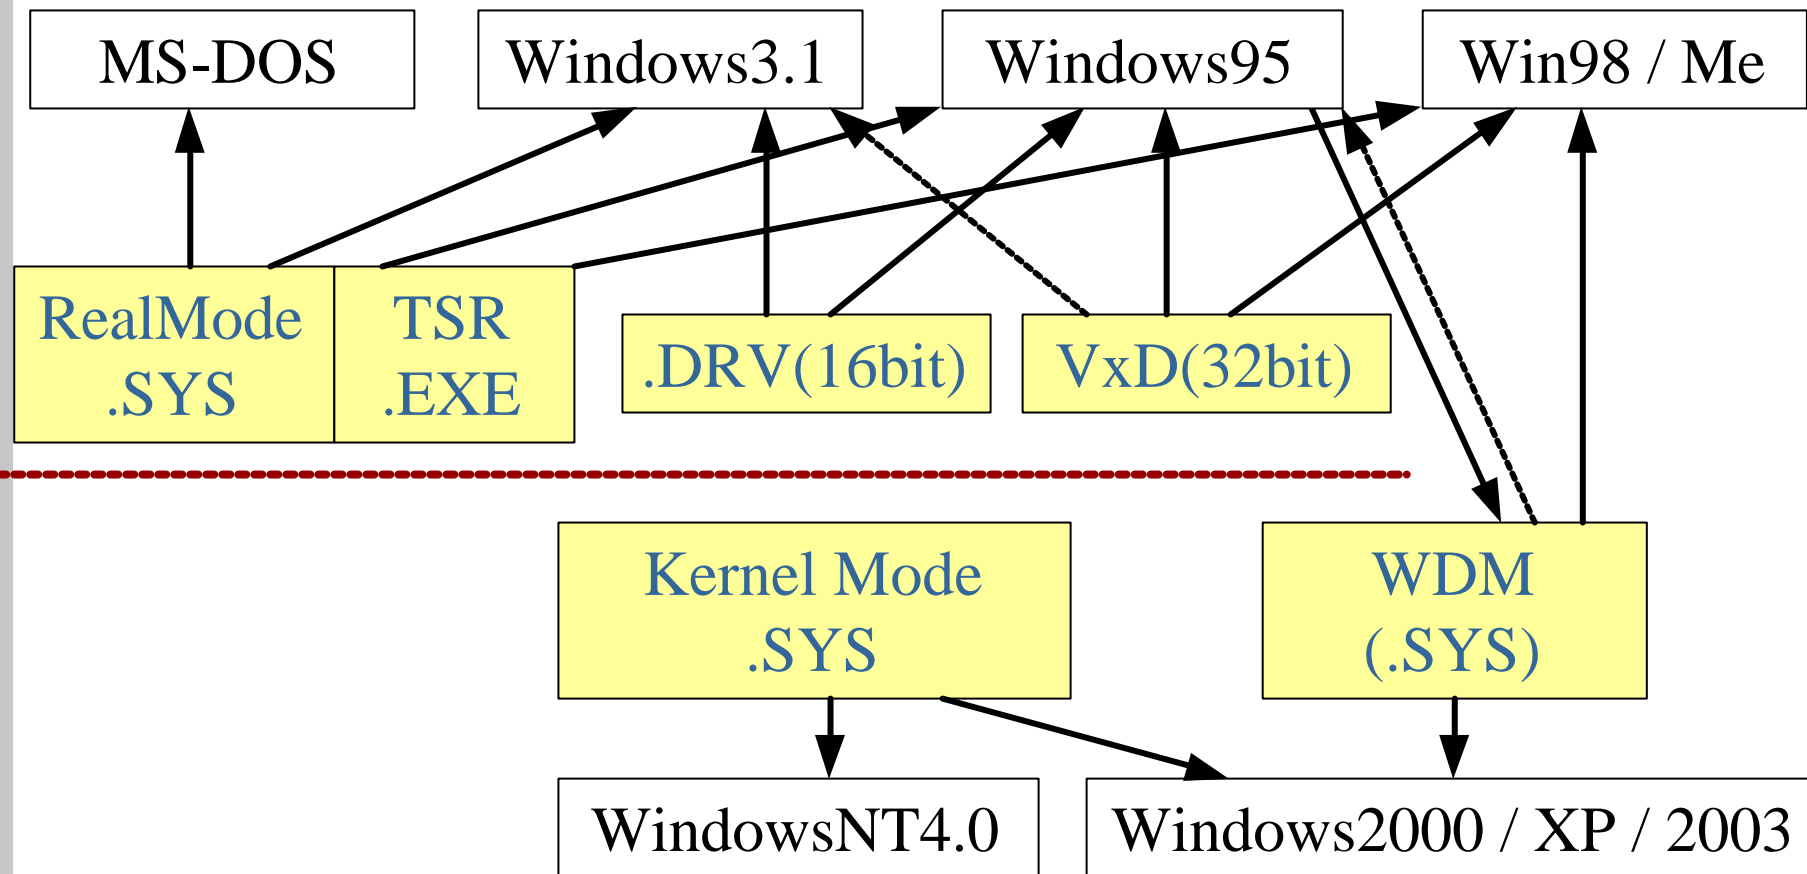 MS-DOS
Windows3.1
Windows95
Win98 / Me
RealMode
.SYS
TSR
.EXE
.DRV(16bit)
VxD(32bit)
Kernel Mode
.SYS
WDM
(.SYS)
WindowsNT4.0
Windows2000 / XP / 2003